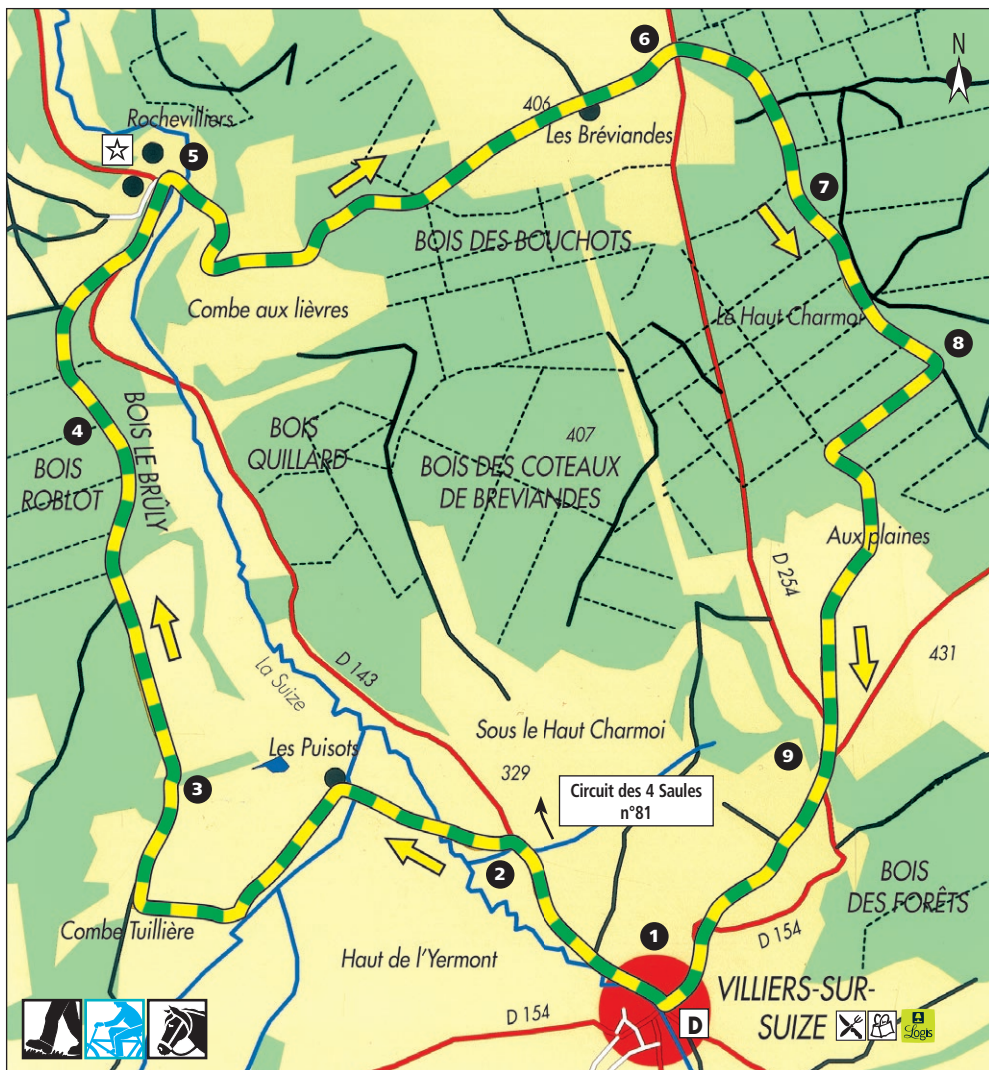 6
N
Rochevilliers
406
Les Bréviandes
5
7
BOIS DES BOUCHOTS
Combe aux lièvres
Le Haut Charmoi
8
4
BOIS
ROBLOT
BOIS LE BRÛLY
BOIS
QUILLARD
407
BOIS DES COTEAUX
DE BREVIANDES
Aux plaines
D 254
431
La Suize
D 143
Les Puisots
Sous le Haut Charmoi
3
329
9
Circuit des 4 Saules
n°81
2
BOIS
DES FORÊTS
Combe Tuillière
1
D 154
Haut de l'Yermont
VILLIERS-SUR-
SUIZE
Logis
D 154
D